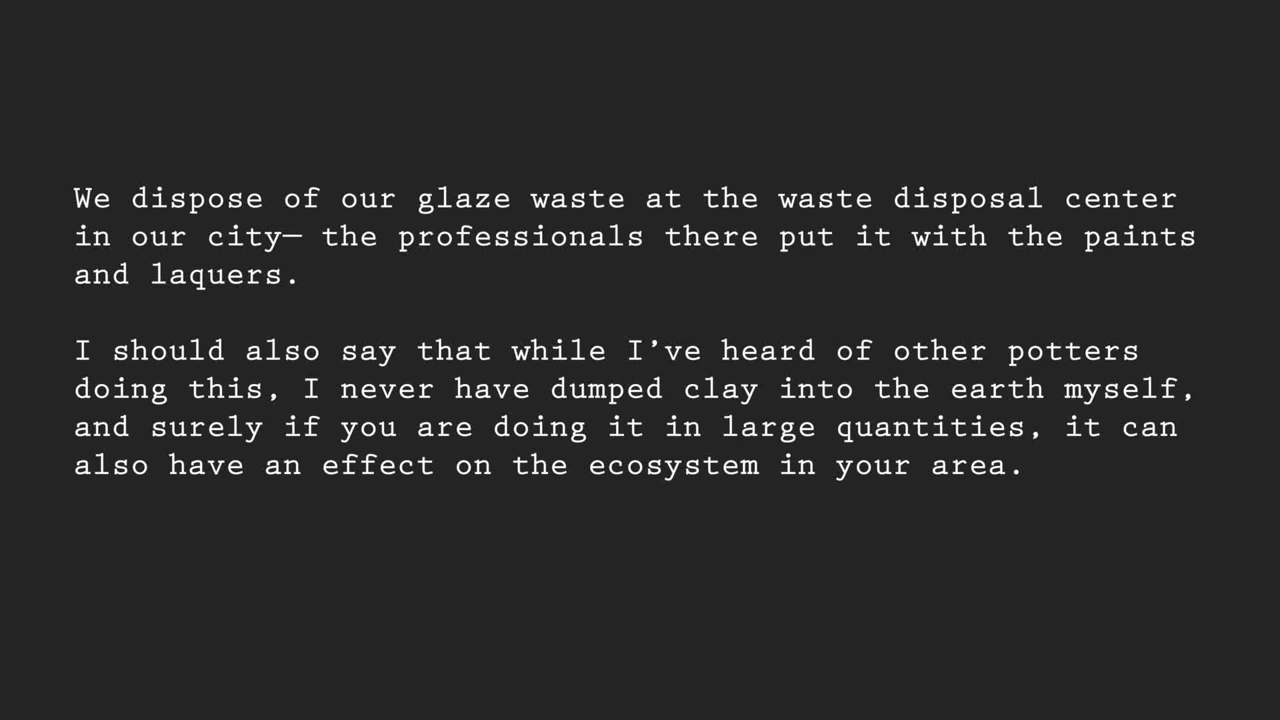 We dispose of our glaze waste at the waste disposal center
in our city— the professionals there put it with the paints
and laquers.
I should also say that while I’ve heard of other potters
doing this, I never have dumped clay into the earth myself,
and surely if you are doing it in large quantities, it can
also have an effect on the ecosystem in your area.